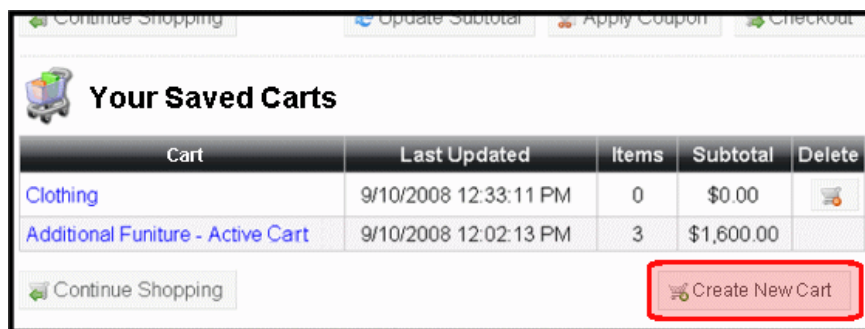 Continue Shopping Update Subtotal Apply Coupon Checkout
Your Saved Carts
Cart Last Updated Items Subtotal Delete
Clothing 9/10/2008 12:33:11 PM 0 $0.00
Additional Funiture - Active Cart 9/10/2008 12:02:13 PM 3 $1,600.00
Continue Shopping Create New Cart